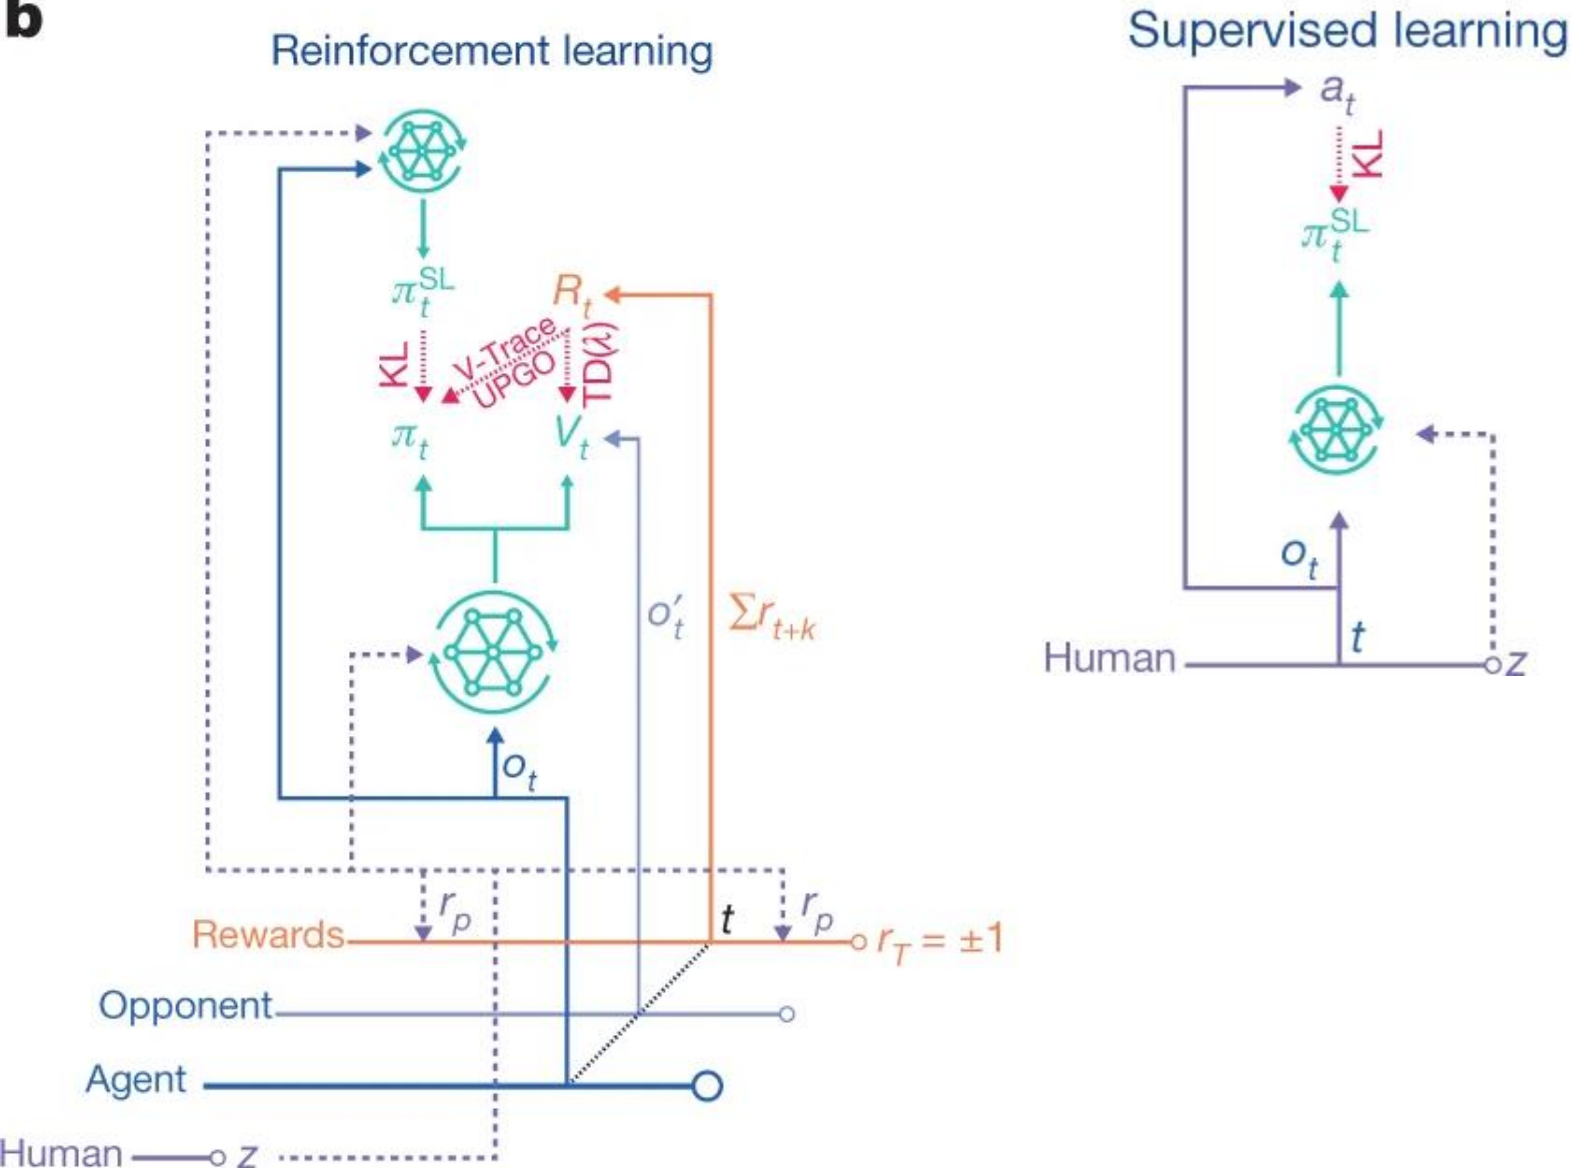 b
Reinforcement learning
π_t^SL
R_t
KL
V-Trace
UPGO
TD(λ)
π_t
V_t
o′_t
Σr_{t+k}
o_t
r_p
t
r_p
Rewards
r_T = ±1
Opponent
Agent
Human
z
Supervised learning
a_t
KL
π_t^SL
o_t
t
Human
z